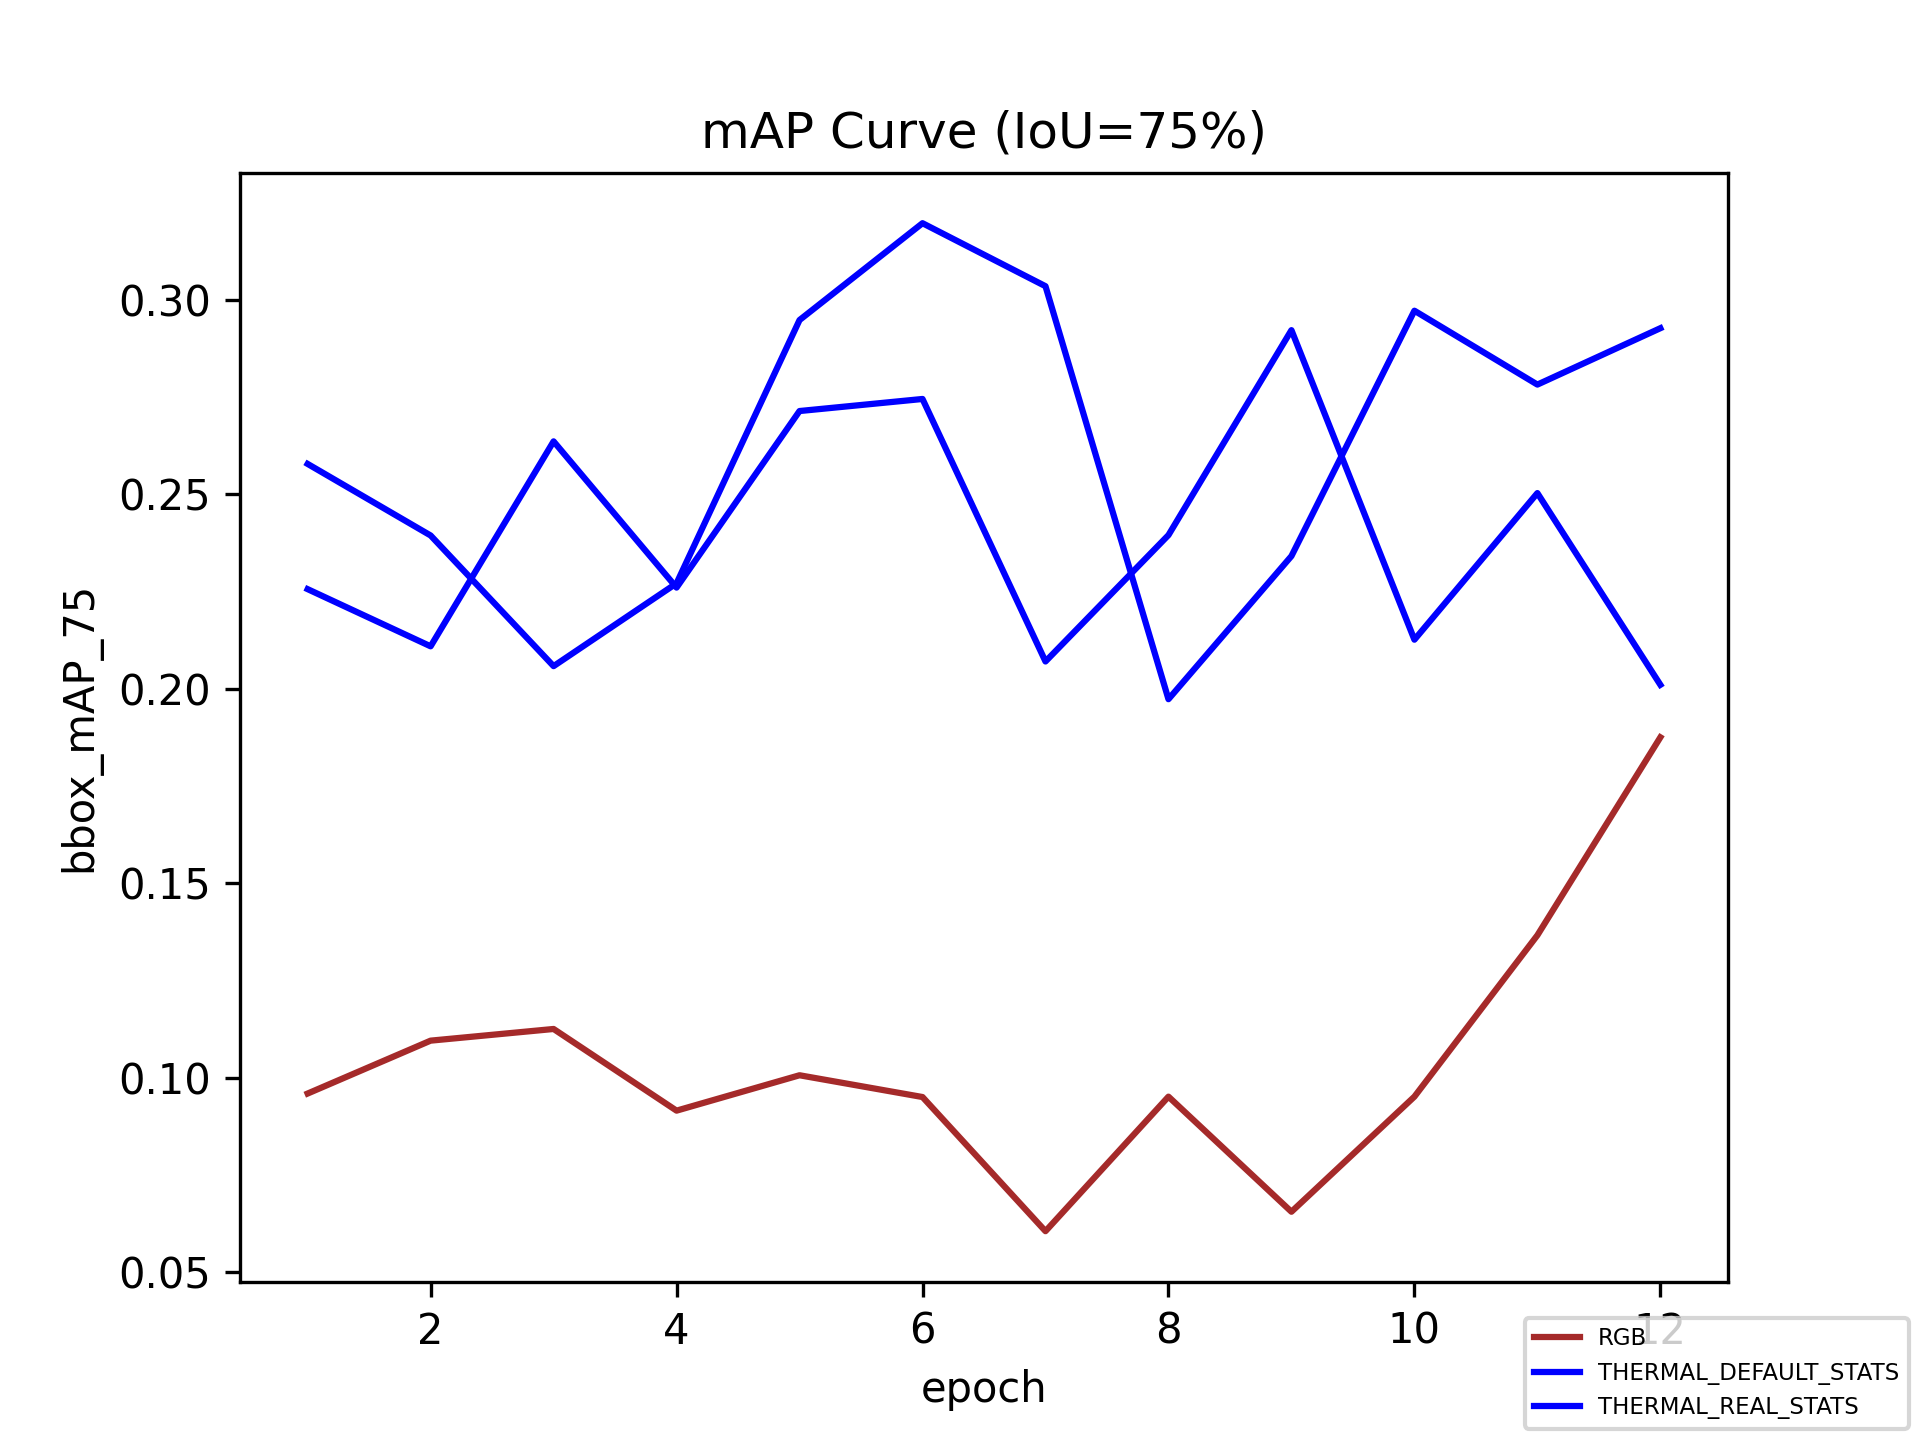 mAP Curve (IoU=75%)
bbox_mAP_75
0.30
0.25
0.20
0.15
0.10
0.05
2 4 6 8 10 12
epoch
RGB
THERMAL_DEFAULT_STATS
THERMAL_REAL_STATS